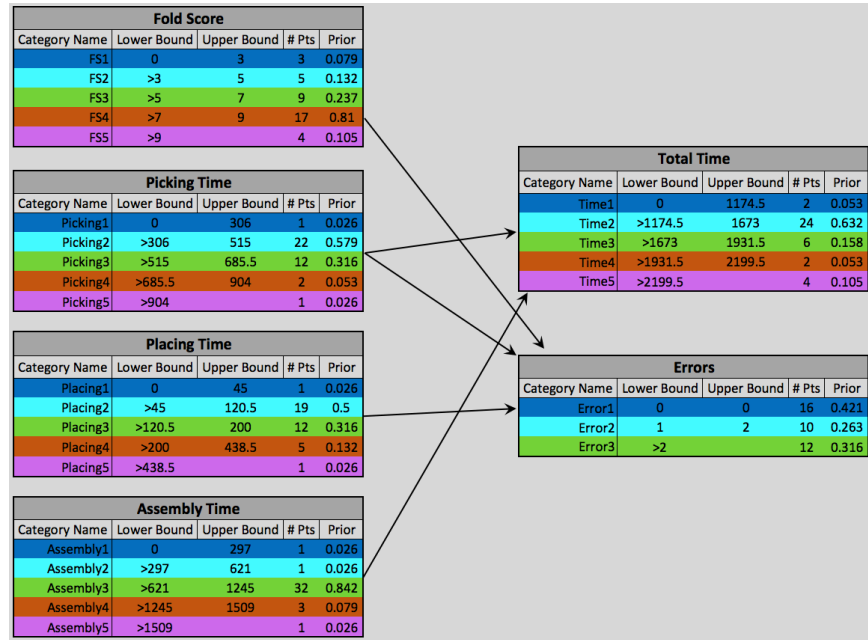 Fold Score
Category Name Lower Bound Upper Bound # Pts Prior
FS1 0 3 3 0.079
FS2 >3 5 5 0.132
FS3 >5 7 9 0.237
FS4 >7 9 17 0.81
FS5 >9 4 0.105
Picking Time
Category Name Lower Bound Upper Bound # Pts Prior
Picking1 0 306 1 0.026
Picking2 >306 515 22 0.579
Picking3 >515 685.5 12 0.316
Picking4 >685.5 904 2 0.053
Picking5 >904 1 0.026
Placing Time
Category Name Lower Bound Upper Bound # Pts Prior
Placing1 0 45 1 0.026
Placing2 >45 120.5 19 0.5
Placing3 >120.5 200 12 0.316
Placing4 >200 438.5 5 0.132
Placing5 >438.5 1 0.026
Assembly Time
Category Name Lower Bound Upper Bound # Pts Prior
Assembly1 0 297 1 0.026
Assembly2 >297 621 1 0.026
Assembly3 >621 1245 32 0.842
Assembly4 >1245 1509 3 0.079
Assembly5 >1509 1 0.026
Total Time
Category Name Lower Bound Upper Bound # Pts Prior
Time1 0 1174.5 2 0.053
Time2 >1174.5 1673 24 0.632
Time3 >1673 1931.5 6 0.158
Time4 >1931.5 2199.5 2 0.053
Time5 >2199.5 4 0.105
Errors
Category Name Lower Bound Upper Bound # Pts Prior
Error1 0 0 16 0.421
Error2 1 2 10 0.263
Error3 >2 12 0.316